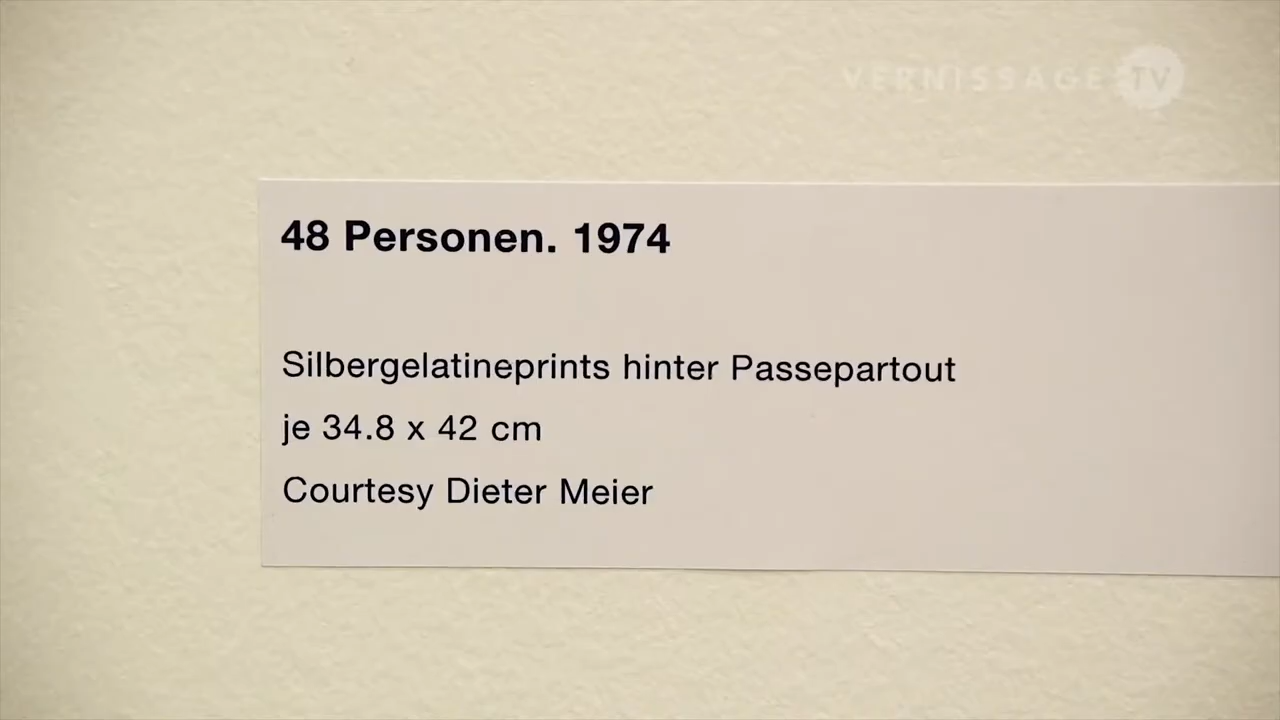 VERNISSAGE TV
48 Personen. 1974
Silbergelatineprints hinter Passepartout
je 34.8 x 42 cm
Courtesy Dieter Meier